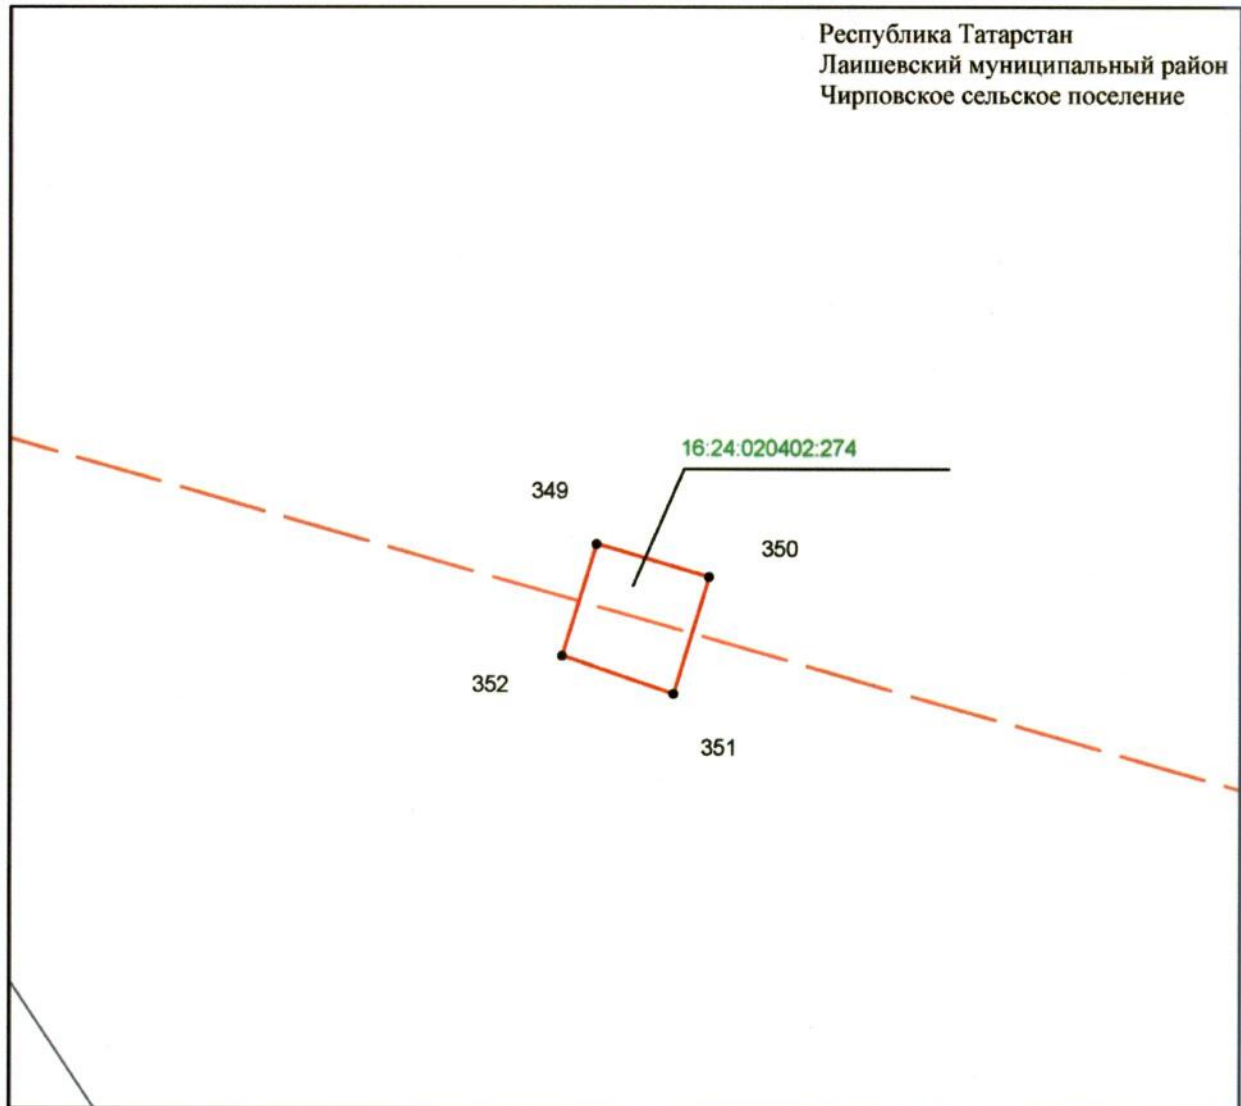 Республика Татарстан
Лаишевский муниципальный район
Чирповское сельское поселение
16:24:020402:274
349
350
352
351